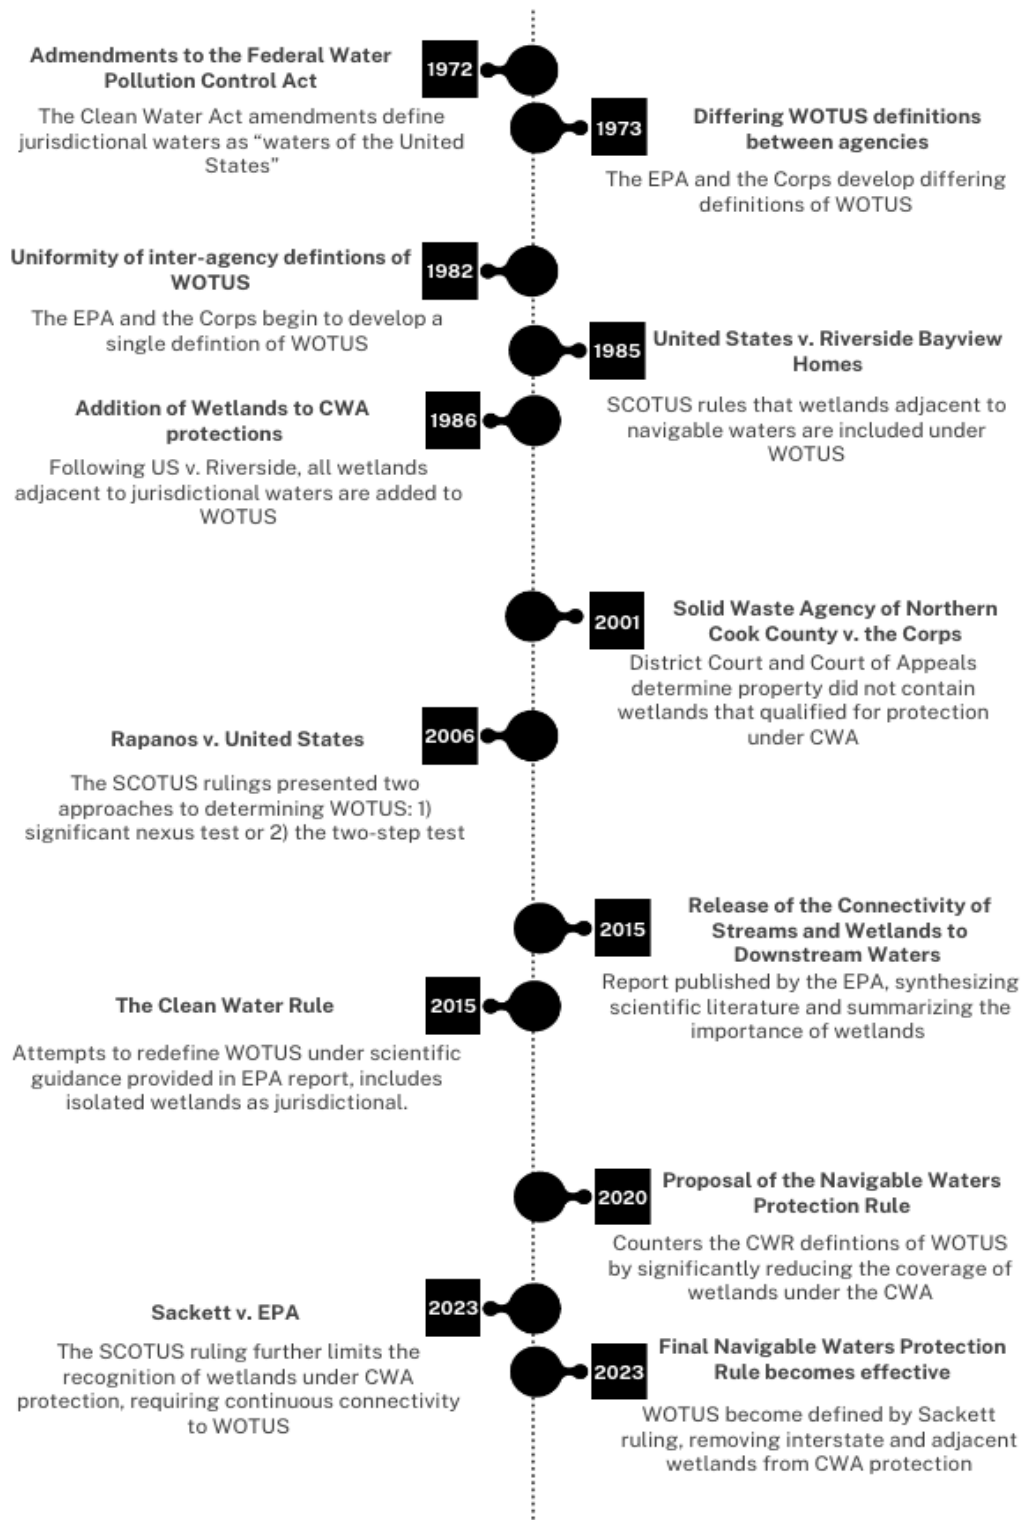 Admendments to the Federal Water
Pollution Control Act
1972
The Clean Water Act amendments define
jurisdictional waters as “waters of the United
States”
1973
Differing WOTUS definitions
between agencies
The EPA and the Corps develop differing
definitions of WOTUS
Uniformity of inter-agency defintions of
WOTUS
1982
The EPA and the Corps begin to develop a
single defintion of WOTUS
1985
United States v. Riverside Bayview
Homes
SCOTUS rules that wetlands adjacent to
navigable waters are included under
WOTUS
Addition of Wetlands to CWA
protections
1986
Following US v. Riverside, all wetlands
adjacent to jurisdictional waters are added to
WOTUS
2001
Solid Waste Agency of Northern
Cook County v. the Corps
District Court and Court of Appeals
determine property did not contain
wetlands that qualified for protection
under CWA
Rapanos v. United States
2006
The SCOTUS rulings presented two
approaches to determining WOTUS: 1)
significant nexus test or 2) the two-step test
2015
Release of the Connectivity of
Streams and Wetlands to
Downstream Waters
Report published by the EPA, synthesizing
scientific literature and summarizing the
importance of wetlands
The Clean Water Rule
2015
Attempts to redefine WOTUS under scientific
guidance provided in EPA report, includes
isolated wetlands as jurisdictional.
2020
Proposal of the Navigable Waters
Protection Rule
Counters the CWR defintions of WOTUS
by significantly reducing the coverage of
wetlands under the CWA
Sackett v. EPA
2023
The SCOTUS ruling further limits the
recognition of wetlands under CWA
protection, requiring continuous connectivity
to WOTUS
2023
Final Navigable Waters Protection
Rule becomes effective
WOTUS become defined by Sackett
ruling, removing interstate and adjacent
wetlands from CWA protection